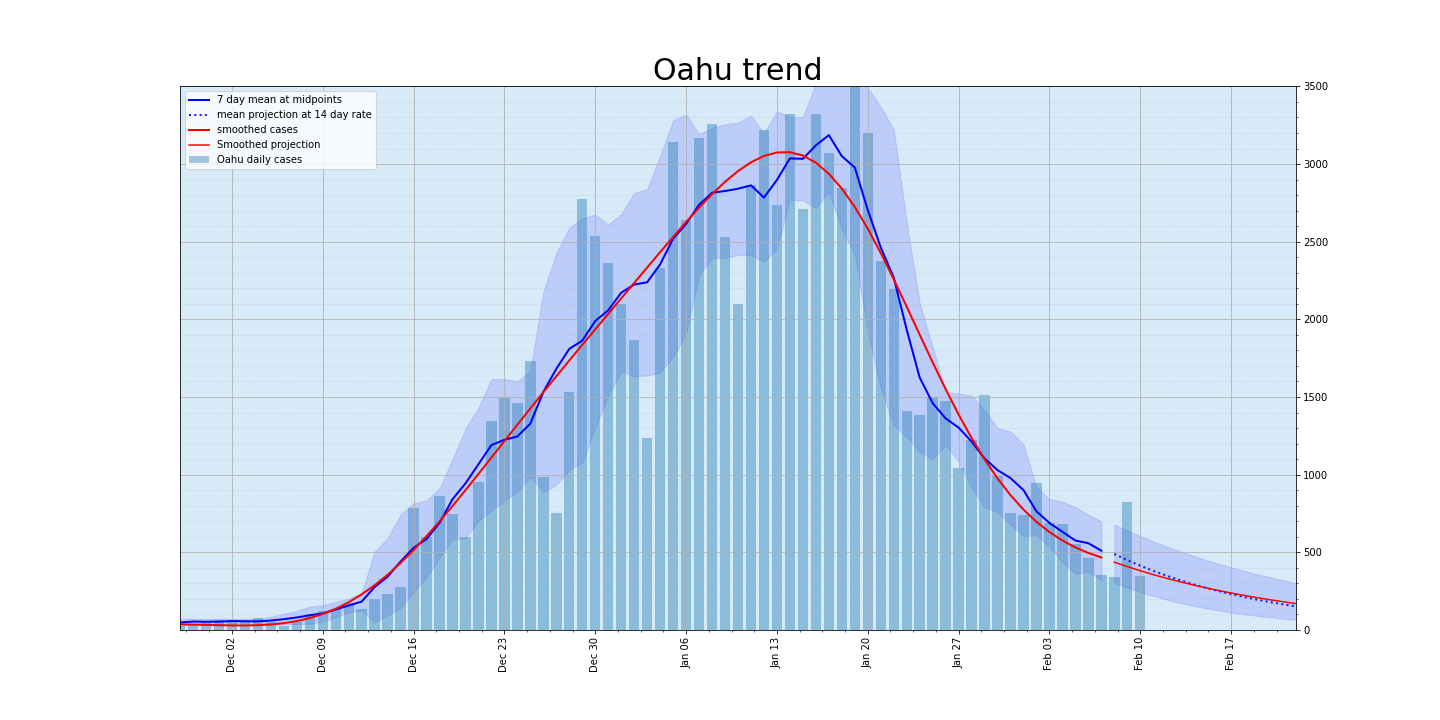 Oahu trend
7 day mean at midpoints
mean projection at 14 day rate
smoothed cases
Smoothed projection
Oahu daily cases
3500
3000
2500
2000
1500
1000
500
0
Dec 02
Dec 09
Dec 16
Dec 23
Dec 30
Jan 06
Jan 13
Jan 20
Jan 27
Feb 03
Feb 10
Feb 17